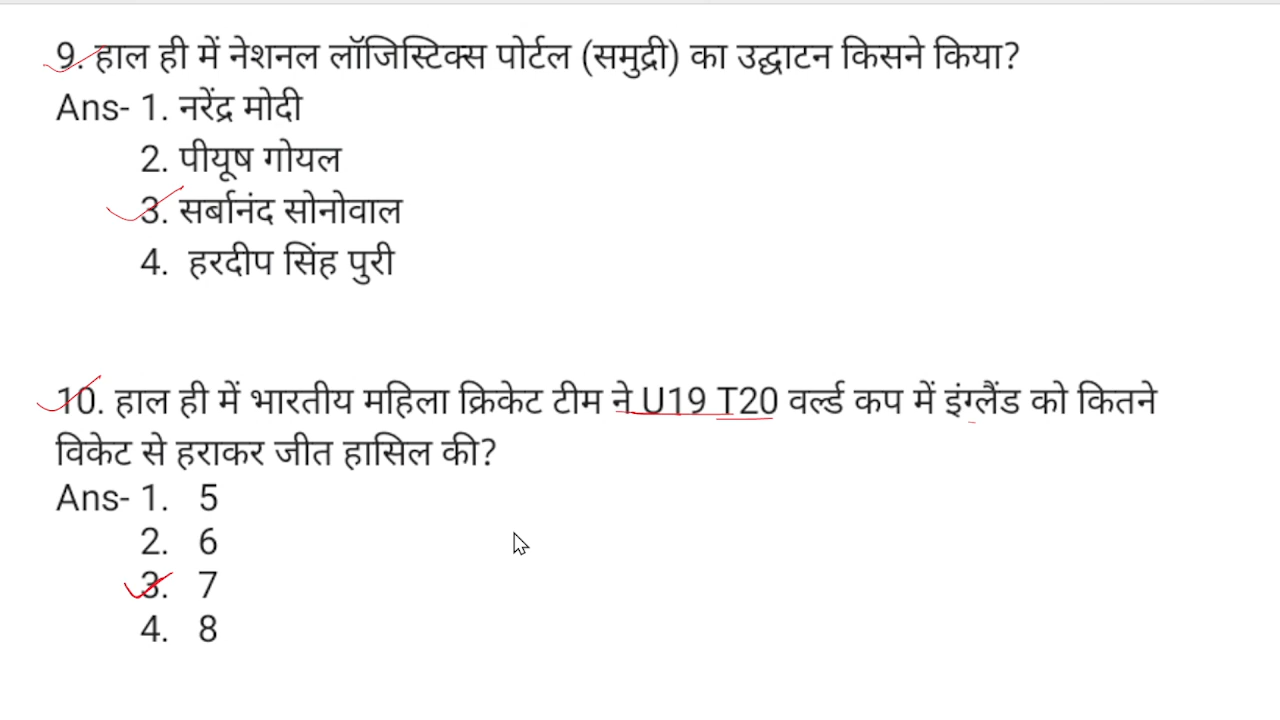 9. हाल ही में नेशनल लॉजिस्टिक्स पोर्टल (समुद्री) का उद्घाटन किसने किया?
Ans- 1. नरेंद्र मोदी
2. पीयूष गोयल
3. सर्बानंद सोनोवाल
4. हरदीप सिंह पुरी
10. हाल ही में भारतीय महिला क्रिकेट टीम ने U19 T20 वर्ल्ड कप में इंग्लैंड को कितने
विकेट से हराकर जीत हासिल की?
Ans- 1. 5
2. 6
3. 7
4. 8